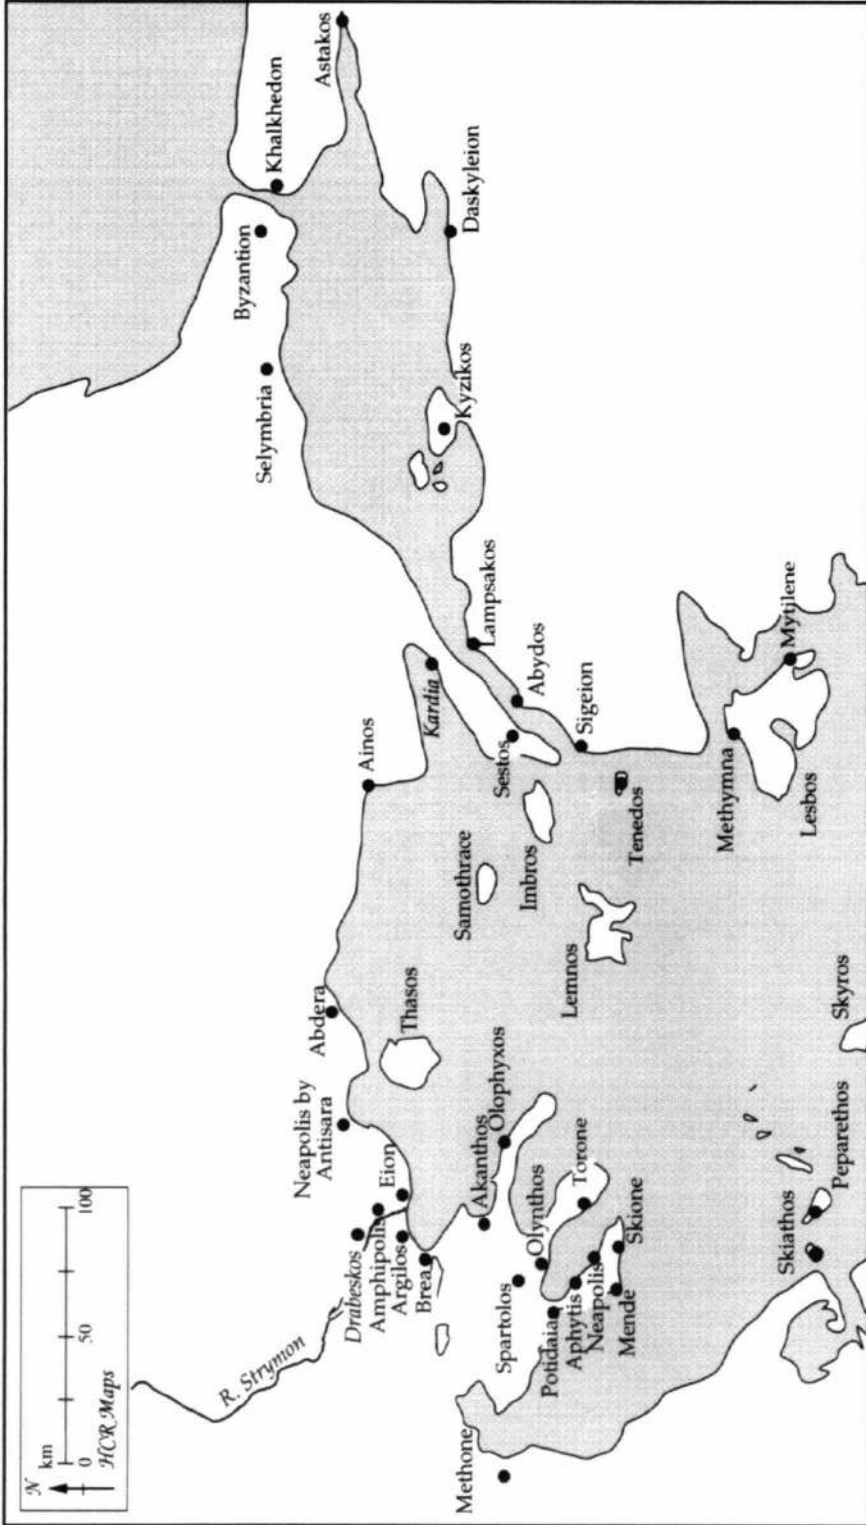 N
km
0
50
100
HCR Maps
R. Strymon
Methone
Drabeskos
Amphipolis
Argilos
Brea
Eion
Neapolis by
Antisara
Abdera
Thasos
Ainos
Kardia
Selymbria
Byzantion
Khalkhedon
Astakos
Daskyleion
Kyzikos
Lampsakos
Abydos
Sestos
Sigeion
Samothrace
Imbros
Tenedos
Lemnos
Akanthos
Olophyxos
Spartolos
Olynthos
Torone
Potidaia
Aphytis
Neapolis
Mende
Skione
Methymna
Mytilene
Lesbos
Skiathos
Peparethos
Skyros